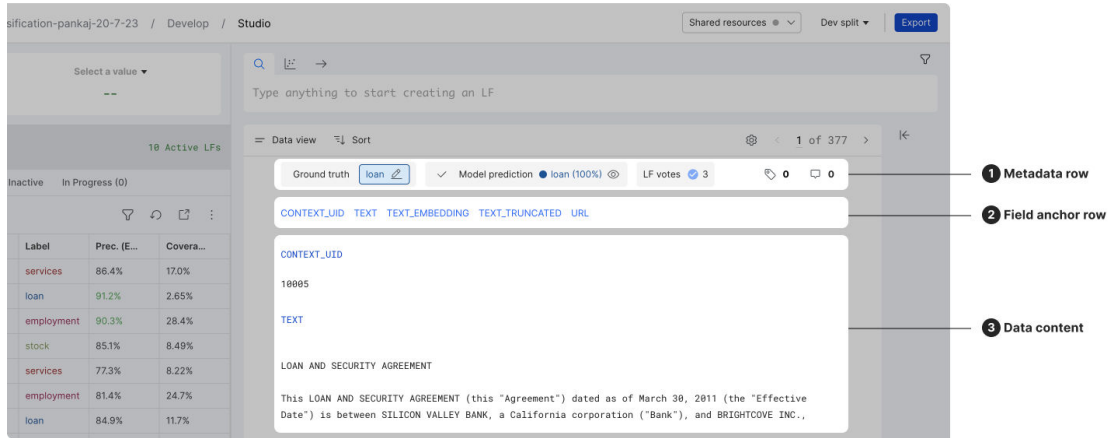 sification-pankaj-20-7-23 / Develop / Studio
Shared resources
Dev split
Export
Select a value
--
Type anything to start creating an LF
10 Active LFs
Data view
Sort
1 of 377
Inactive In Progress (0)
Ground truth loan
Model prediction loan (100%)
LF votes 3
0
0
1 Metadata row
CONTEXT_UID TEXT TEXT_EMBEDDING TEXT_TRUNCATED URL
2 Field anchor row
Label Prec. (E... Covera...
services 86.4% 17.0%
loan 91.2% 2.65%
employment 90.3% 28.4%
stock 85.1% 8.49%
services 77.3% 8.22%
employment 81.4% 24.7%
loan 84.9% 11.7%
CONTEXT_UID
10005
TEXT
LOAN AND SECURITY AGREEMENT
This LOAN AND SECURITY AGREEMENT (this "Agreement") dated as of March 30, 2011 (the "Effective
Date") is between SILICON VALLEY BANK, a California corporation ("Bank"), and BRIGHTCOVE INC.,
3 Data content